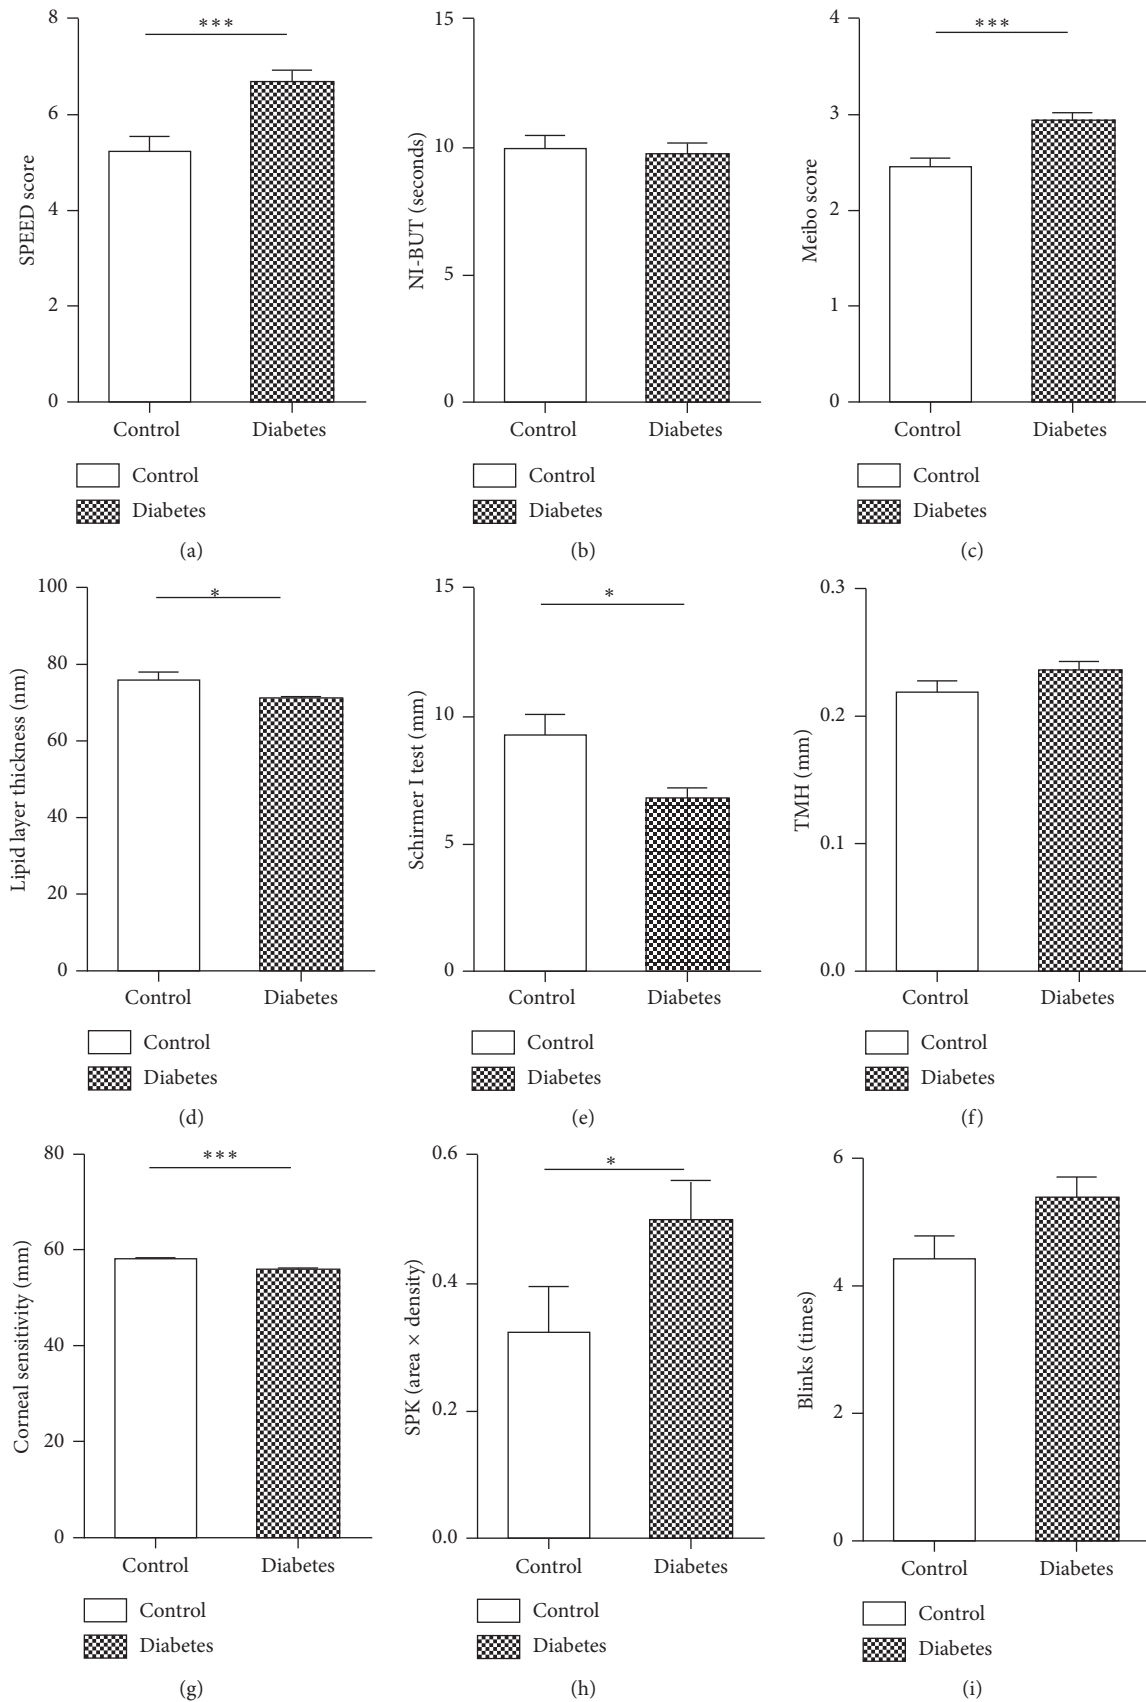 SPEED score
8
6
4
2
0
***
Control
Diabetes
Control
Diabetes
(a)
NI-BUT (seconds)
15
10
5
0
Control
Diabetes
Control
Diabetes
(b)
Meibo score
4
3
2
1
0
***
Control
Diabetes
Control
Diabetes
(c)
Lipid layer thickness (nm)
100
80
60
40
20
0
*
Control
Diabetes
Control
Diabetes
(d)
Schirmer I test (mm)
15
10
5
0
*
Control
Diabetes
Control
Diabetes
(e)
TMH (mm)
0.3
0.2
0.1
0.0
Control
Diabetes
Control
Diabetes
(f)
Corneal sensitivity (mm)
80
60
40
20
0
***
Control
Diabetes
Control
Diabetes
(g)
SPK (area × density)
0.6
0.4
0.2
0.0
*
Control
Diabetes
Control
Diabetes
(h)
Blinks (times)
6
4
2
0
Control
Diabetes
Control
Diabetes
(i)